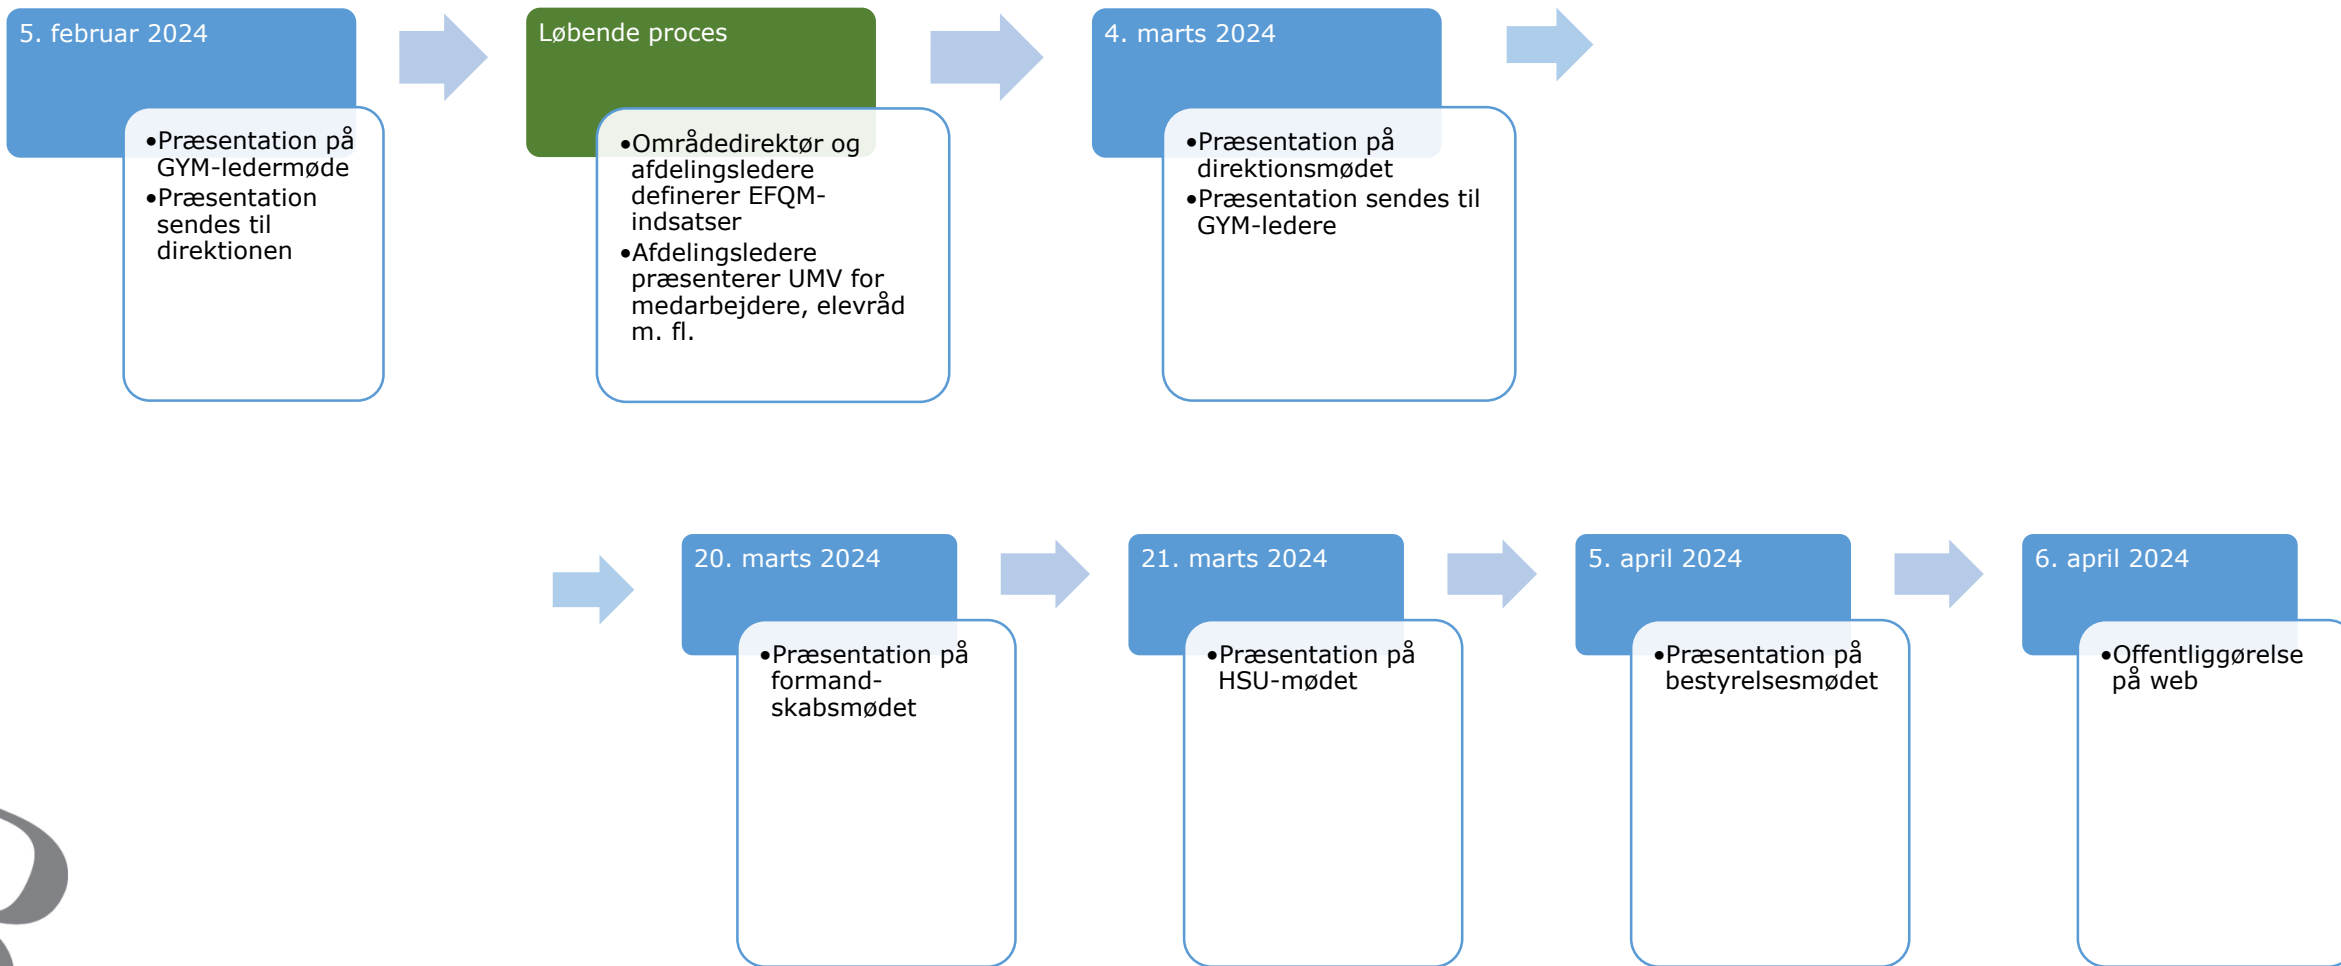 5. februar 2024
•Præsentation på
GYM-ledermøde
•Præsentation
sendes til
direktionen
Løbende proces
•Områdedirektør og
afdelingsledere
definerer EFQM-
indsatser
•Afdelingsledere
præsenterer UMV for
medarbejdere, elevråd
m. fl.
4. marts 2024
•Præsentation på
direktionsmødet
•Præsentation sendes til
GYM-ledere
20. marts 2024
•Præsentation på
formand-
skabsmødet
21. marts 2024
•Præsentation på
HSU-mødet
5. april 2024
•Præsentation på
bestyrelsesmødet
6. april 2024
•Offentliggørelse
på web